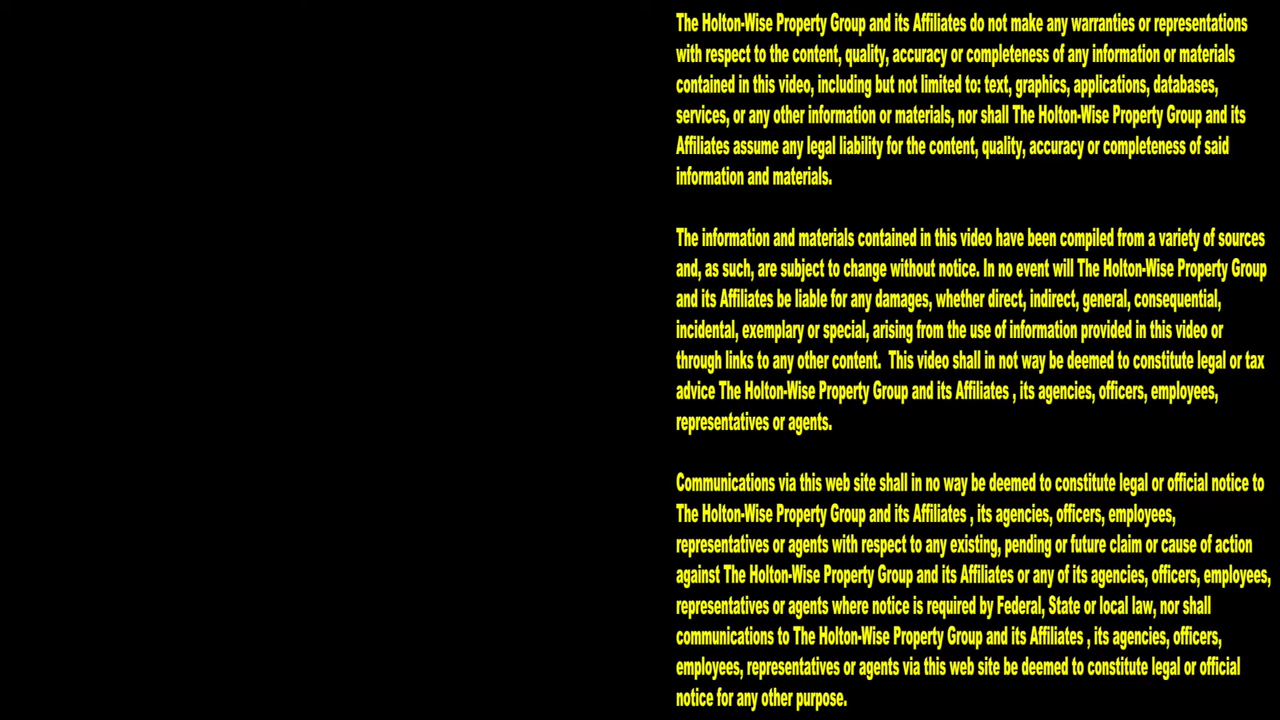 The Holton-Wise Property Group and its Affiliates do not make any warranties or representations
with respect to the content, quality, accuracy or completeness of any information or materials
contained in this video, including but not limited to: text, graphics, applications, databases,
services, or any other information or materials, nor shall The Holton-Wise Property Group and its
Affiliates assume any legal liability for the content, quality, accuracy or completeness of said
information and materials.
The information and materials contained in this video have been compiled from a variety of sources
and, as such, are subject to change without notice. In no event will The Holton-Wise Property Group
and its Affiliates be liable for any damages, whether direct, indirect, general, consequential,
incidental, exemplary or special, arising from the use of information provided in this video or
through links to any other content.  This video shall in not way be deemed to constitute legal or tax
advice The Holton-Wise Property Group and its Affiliates , its agencies, officers, employees,
representatives or agents.
Communications via this web site shall in no way be deemed to constitute legal or official notice to
The Holton-Wise Property Group and its Affiliates , its agencies, officers, employees,
representatives or agents with respect to any existing, pending or future claim or cause of action
against The Holton-Wise Property Group and its Affiliates or any of its agencies, officers, employees,
representatives or agents where notice is required by Federal, State or local law, nor shall
communications to The Holton-Wise Property Group and its Affiliates , its agencies, officers,
employees, representatives or agents via this web site be deemed to constitute legal or official
notice for any other purpose.